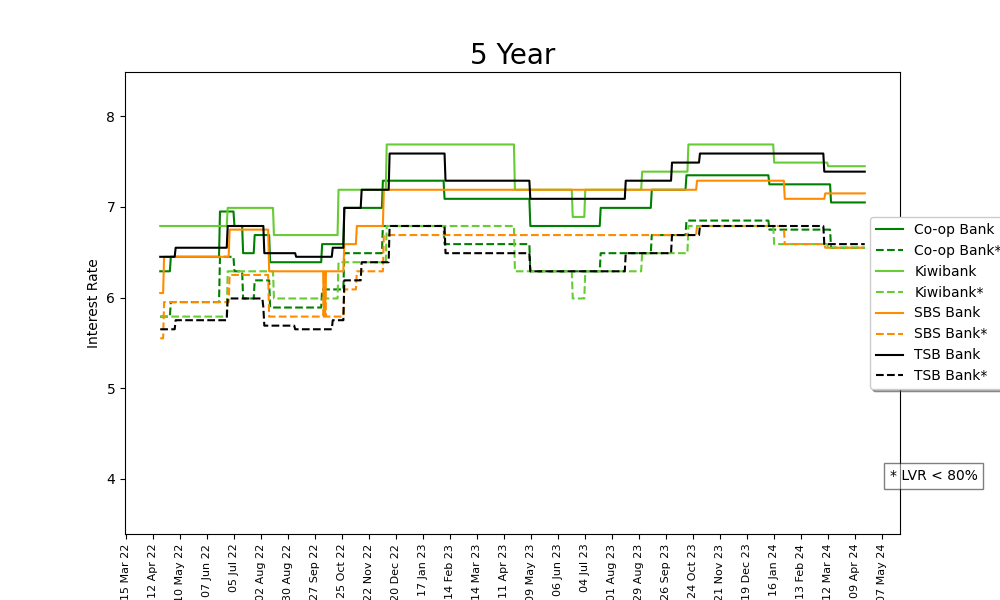 5 Year
Interest Rate
8
7
6
5
4
15 Mar 22
12 Apr 22
10 May 22
07 Jun 22
05 Jul 22
02 Aug 22
30 Aug 22
27 Sep 22
25 Oct 22
22 Nov 22
20 Dec 22
17 Jan 23
14 Feb 23
14 Mar 23
11 Apr 23
09 May 23
06 Jun 23
04 Jul 23
01 Aug 23
29 Aug 23
26 Sep 23
24 Oct 23
21 Nov 23
19 Dec 23
16 Jan 24
13 Feb 24
12 Mar 24
09 Apr 24
07 May 24
Co-op Bank
Co-op Bank*
Kiwibank
Kiwibank*
SBS Bank
SBS Bank*
TSB Bank
TSB Bank*
* LVR < 80%